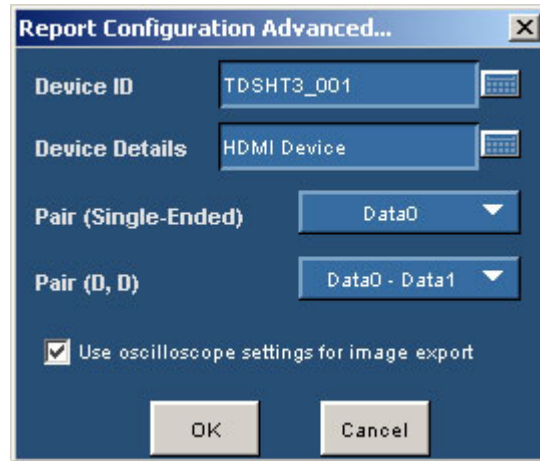 Report Configuration Advanced...
Device ID TDSHT3_001
Device Details HDMI Device
Pair (Single-Ended) Data0
Pair (D, D) Data0 - Data1
Use oscilloscope settings for image export
OK Cancel